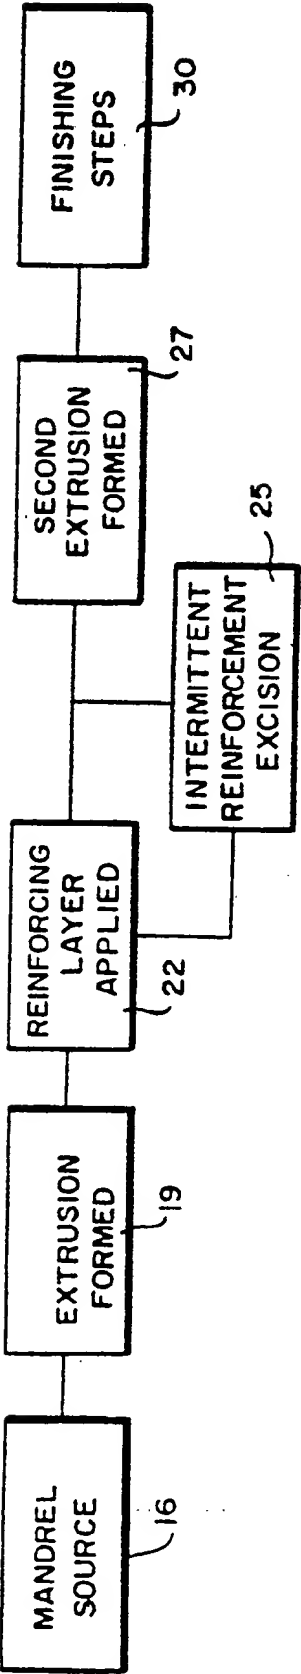 MANDREL
SOURCE
16
EXTRUSION
FORMED
19
REINFORCING
LAYER
APPLIED
22
INTERMITTENT
REINFORCEMENT
EXCISION
25
SECOND
EXTRUSION
FORMED
27
FINISHING
STEPS
30